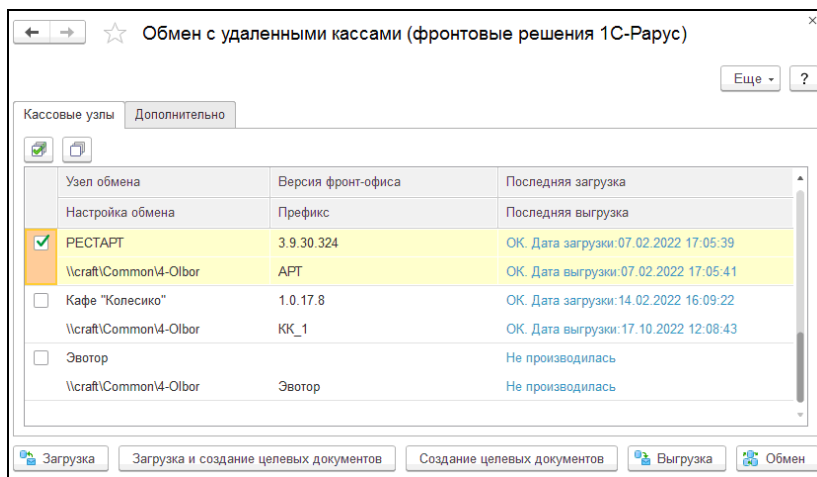 Обмен с удаленными кассами (фронтовые решения 1С-Рарус)
Еще ?
Кассовые узлы Дополнительно
Узел обмена Версия фронт-офиса Последняя загрузка
Настройка обмена Префикс Последняя выгрузка
РЕСТАРТ 3.9.30.324 ОК. Дата загрузки:07.02.2022 17:05:39
\\craft\Common\4-Olbor АРТ ОК. Дата выгрузки:07.02.2022 17:05:41
Кафе "Колесико" 1.0.17.8 ОК. Дата загрузки:14.02.2022 16:09:22
\\craft\Common\4-Olbor КК_1 ОК. Дата выгрузки:17.10.2022 12:08:43
Эвотор Не производилась
\\craft\Common\4-Olbor Эвотор Не производилась
Загрузка Загрузка и создание целевых документов Создание целевых документов Выгрузка Обмен